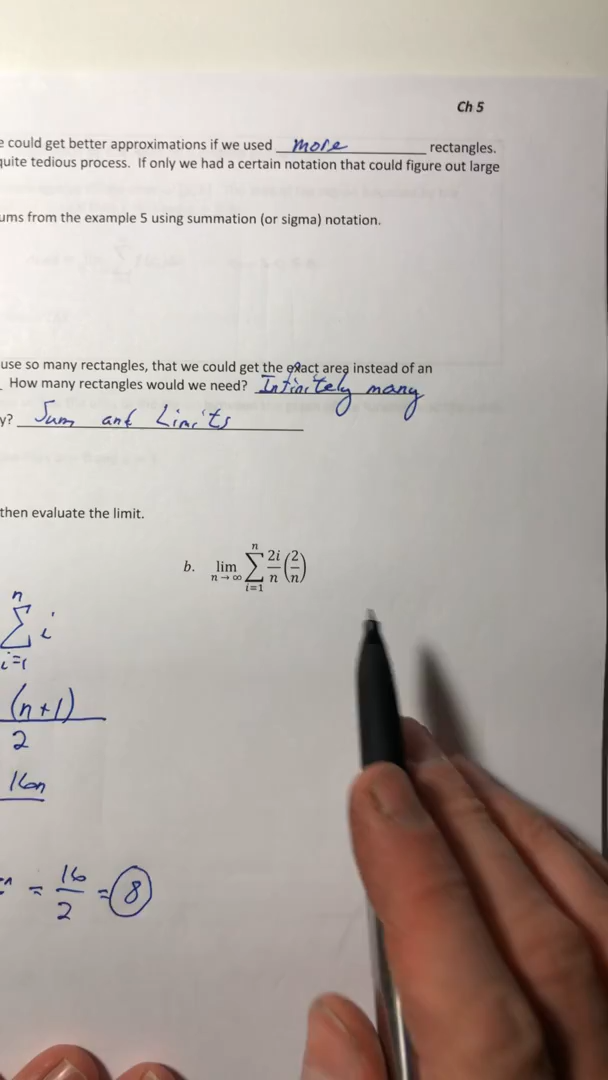 Ch 5
e could get better approximations if we used more rectangles.
quite tedious process. If only we had a certain notation that could figure out large
ums from the example 5 using summation (or sigma) notation.
use so many rectangles, that we could get the exact area instead of an
How many rectangles would we need? Infinitely many
y? Sum and Limits
then evaluate the limit.
b. lim n→∞ ∑ i=1 n 2i/n (2/n)
n
∑ i
i=1
(n+1)
2
16n
= 16/2 = 8